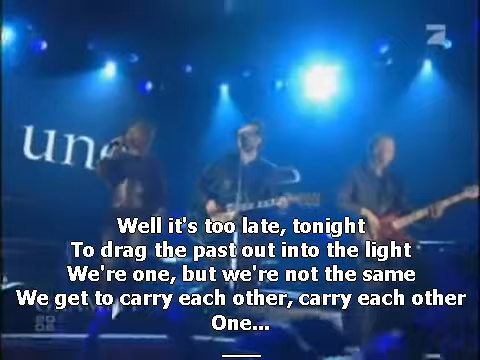 une
Well it's too late, tonight
To drag the past out into the light
We're one, but we're not the same
We get to carry each other, carry each other
One...